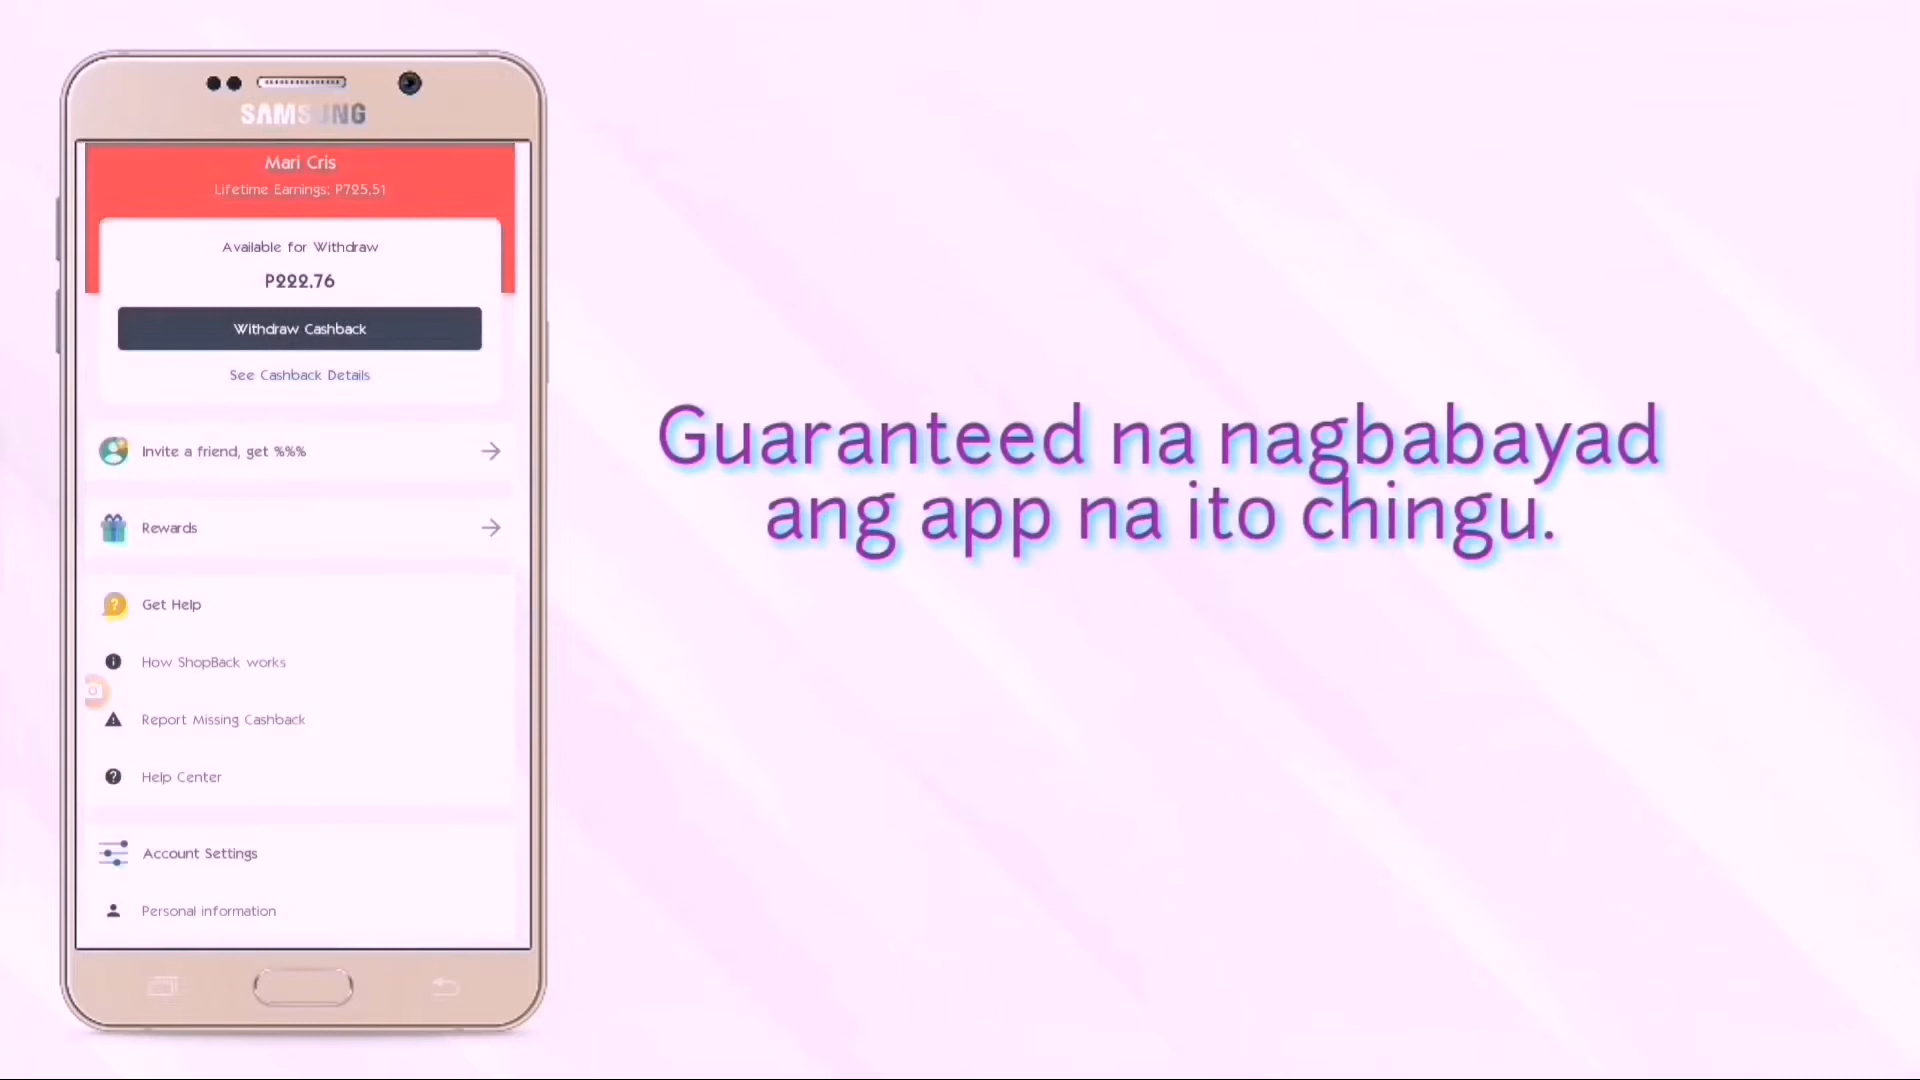 SAMSUNG
Mari Cris
Lifetime Earnings: P725.51
Available for Withdraw
P222.76
Withdraw Cashback
See Cashback Details
Invite a friend, get %%%
Rewards
Get Help
How ShopBack works
Report Missing Cashback
Help Center
Account Settings
Personal information
Guaranteed na nagbabayad
ang app na ito chingu.